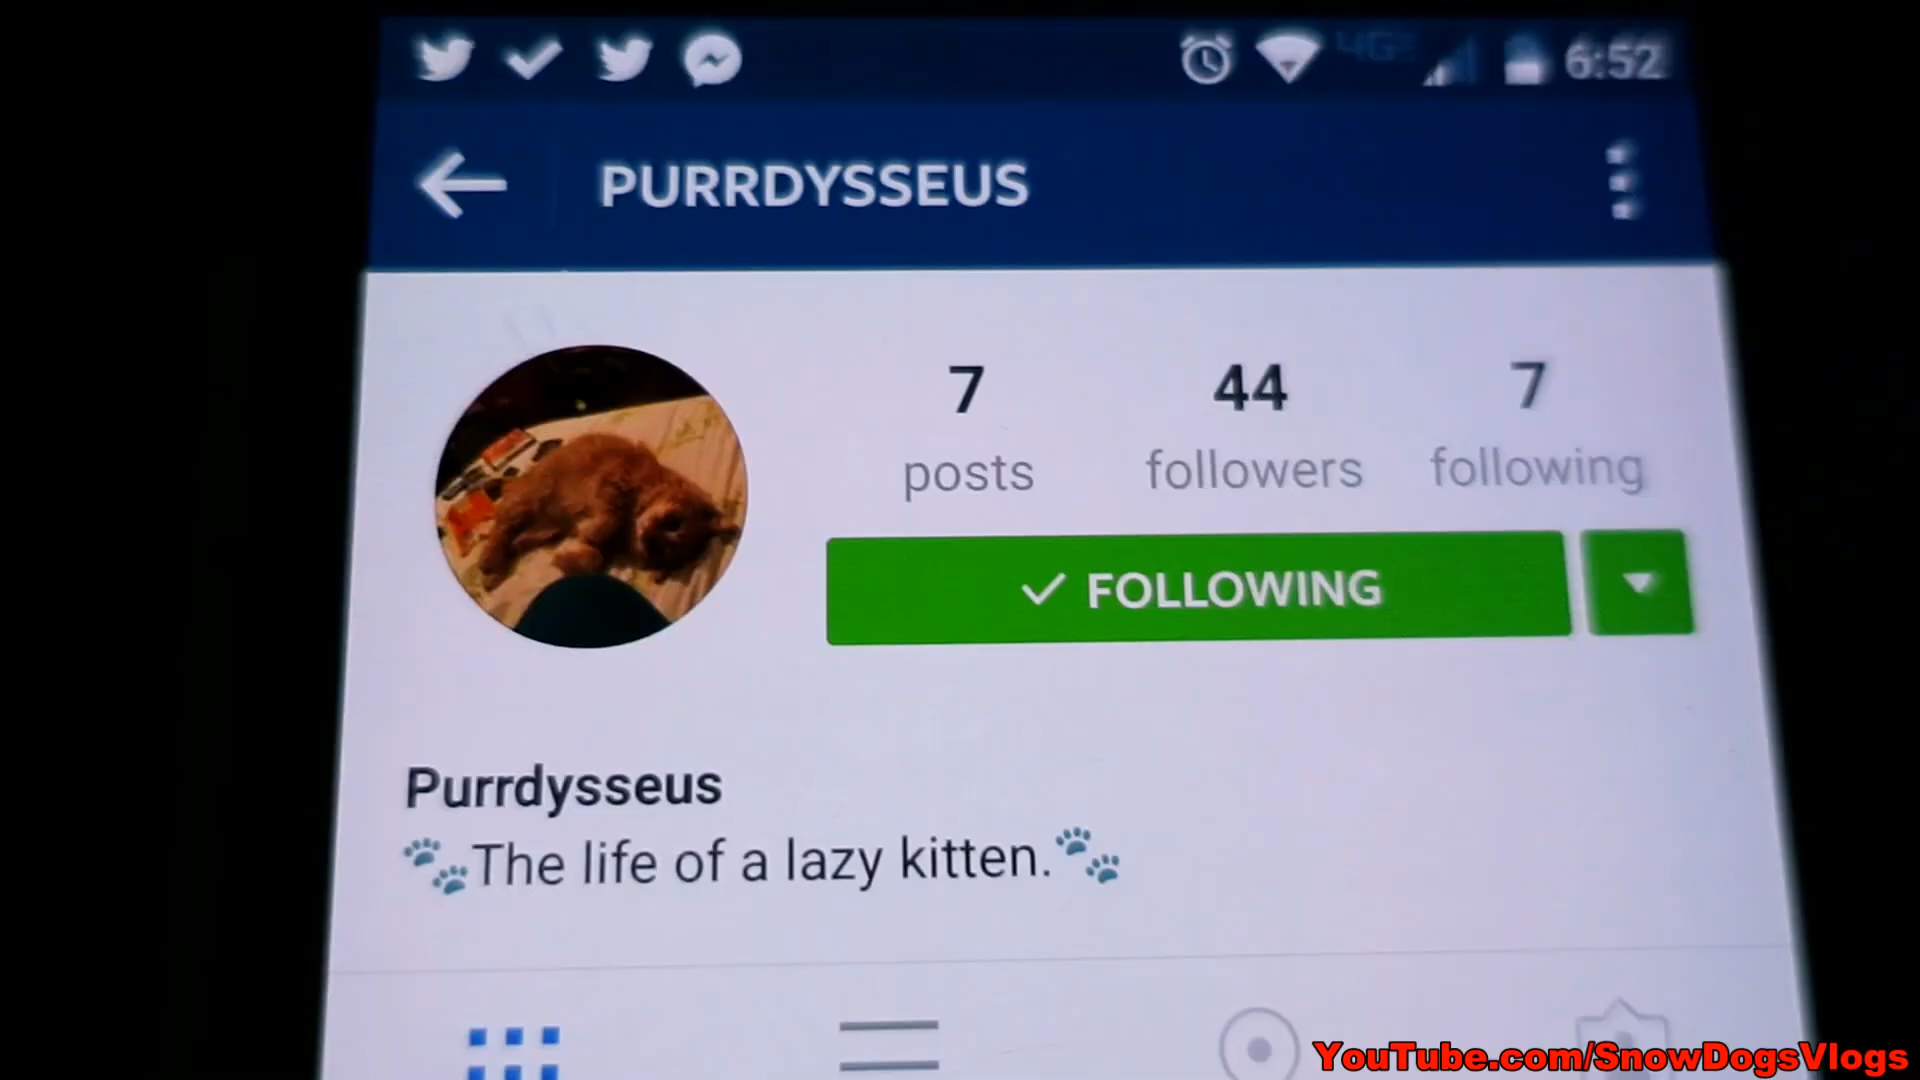 4G 6:52
PURRDYSSEUS
7 44 7
posts followers following
FOLLOWING
Purrdysseus
🐾The life of a lazy kitten.🐾
YouTube.com/SnowDogsVlogs